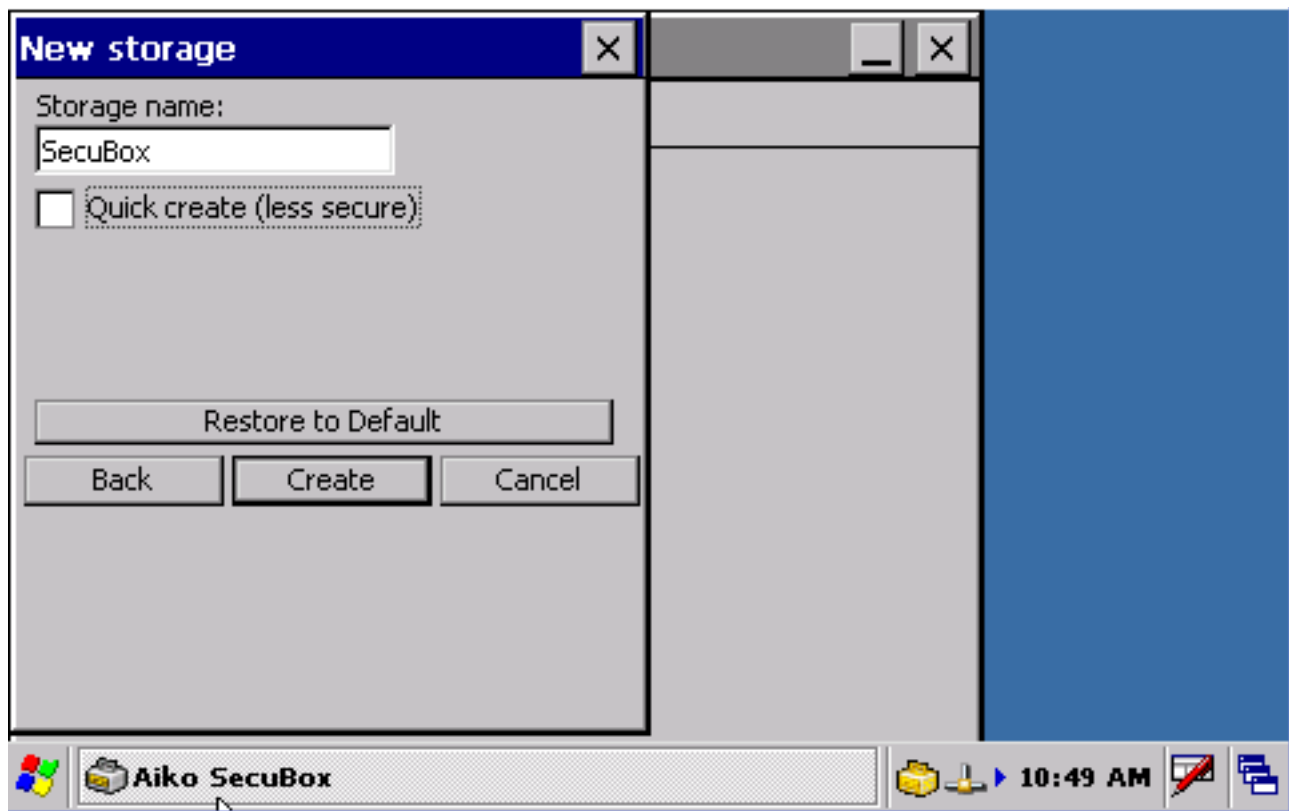 New storage
Storage name:
SecuBox
Quick create (less secure)
Restore to Default
Back Create Cancel
Aiko SecuBox 10:49 AM